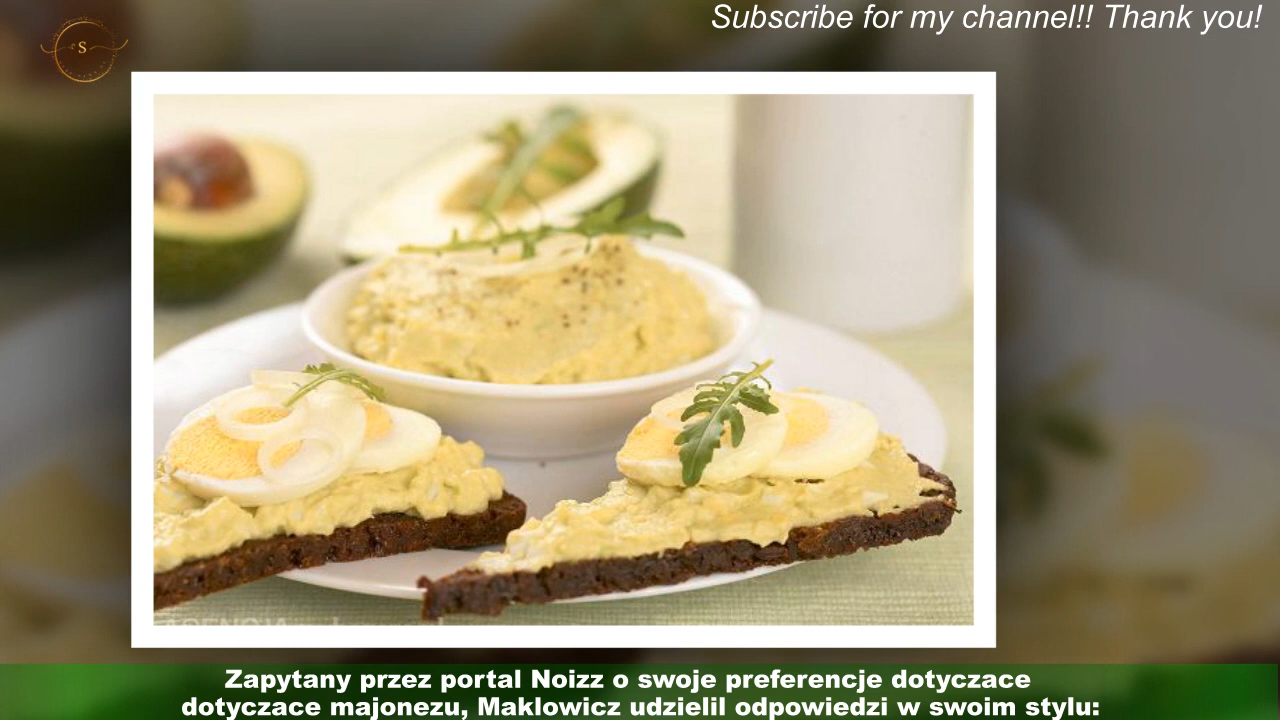 Subscribe for my channel!! Thank you!
S
Zapytany przez portal Noizz o swoje preferencje dotyczace
dotyczace majonezu, Maklowicz udzielil odpowiedzi w swoim stylu: